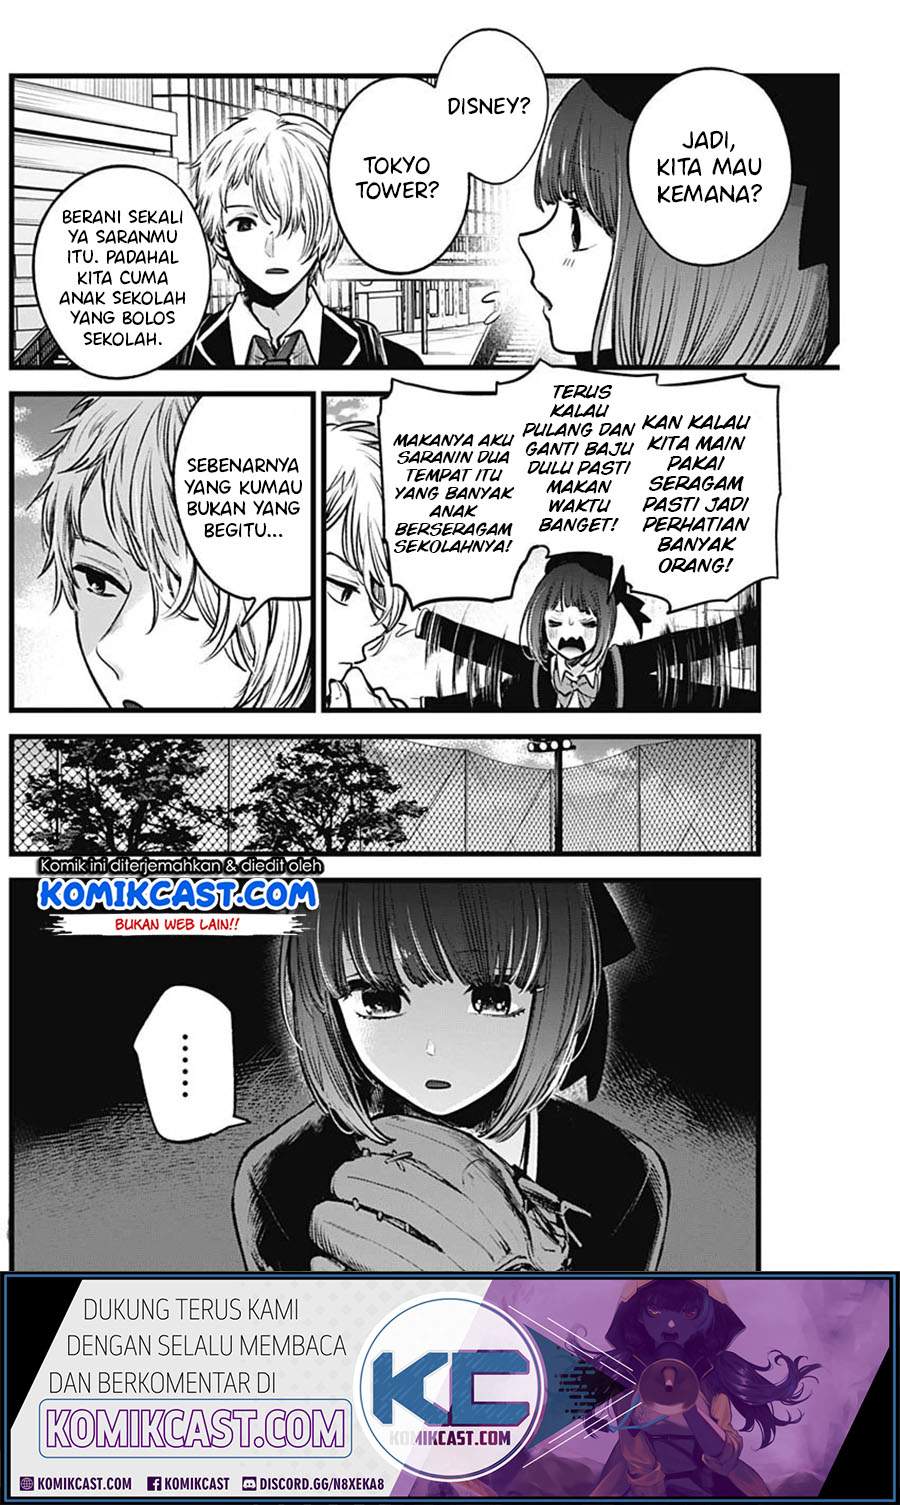 JADI,
KITA MAU
KEMANA?
DISNEY?
TOKYO
TOWER?
BERANI SEKALI
YA SARANMU
ITU. PADAHAL
KITA CUMA
ANAK SEKOLAH
YANG BOLOS
SEKOLAH.
KAN KALAU
KITA MAIN
PAKAI
SERAGAM
PASTI JADI
PERHATIAN
BANYAK
ORANG!
TERUS
KALAU
PULANG DAN
GANTI BAJU
DULU PASTI
MAKAN
WAKTU
BANGET!
MAKANYA AKU
SARANIN DUA
TEMPAT ITU
YANG BANYAK
ANAK
BERSERAGAM
SEKOLAHNYA!
SEBENARNYA
YANG KUMAU
BUKAN YANG
BEGITU...
Komik ini diterjemahkan & diedit oleh
KOMIKCAST.COM
BUKAN WEB LAIN!!
......
DUKUNG TERUS KAMI
DENGAN SELALU MEMBACA
DAN BERKOMENTAR DI
KOMIKCAST.COM
KC
KOMIKCAST.COM
KOMIKCAST.COM KOMIKCAST DISCORD.GG/N8XEKA8